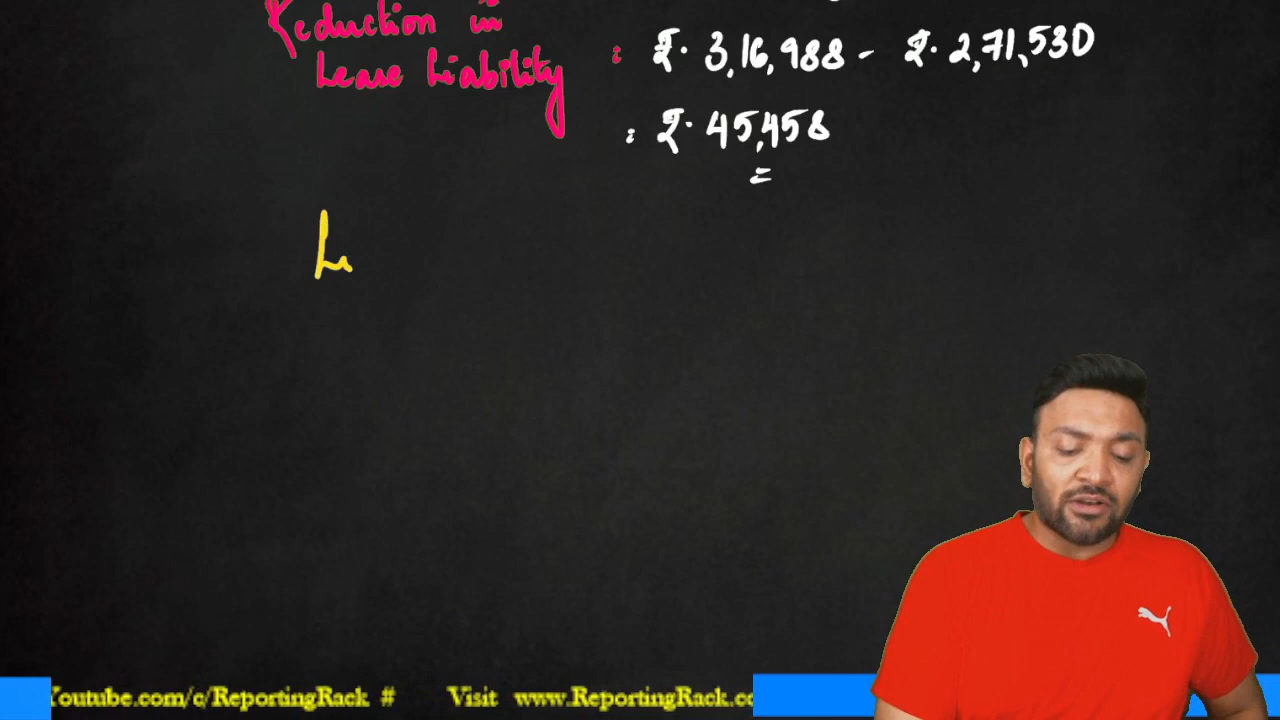 Reduction in
Lease Liability : ₹. 3,16,988 - ₹. 2,71,530
: ₹. 45,458
=
Le
Youtube.com/c/ReportingRack # Visit www.ReportingRack.co